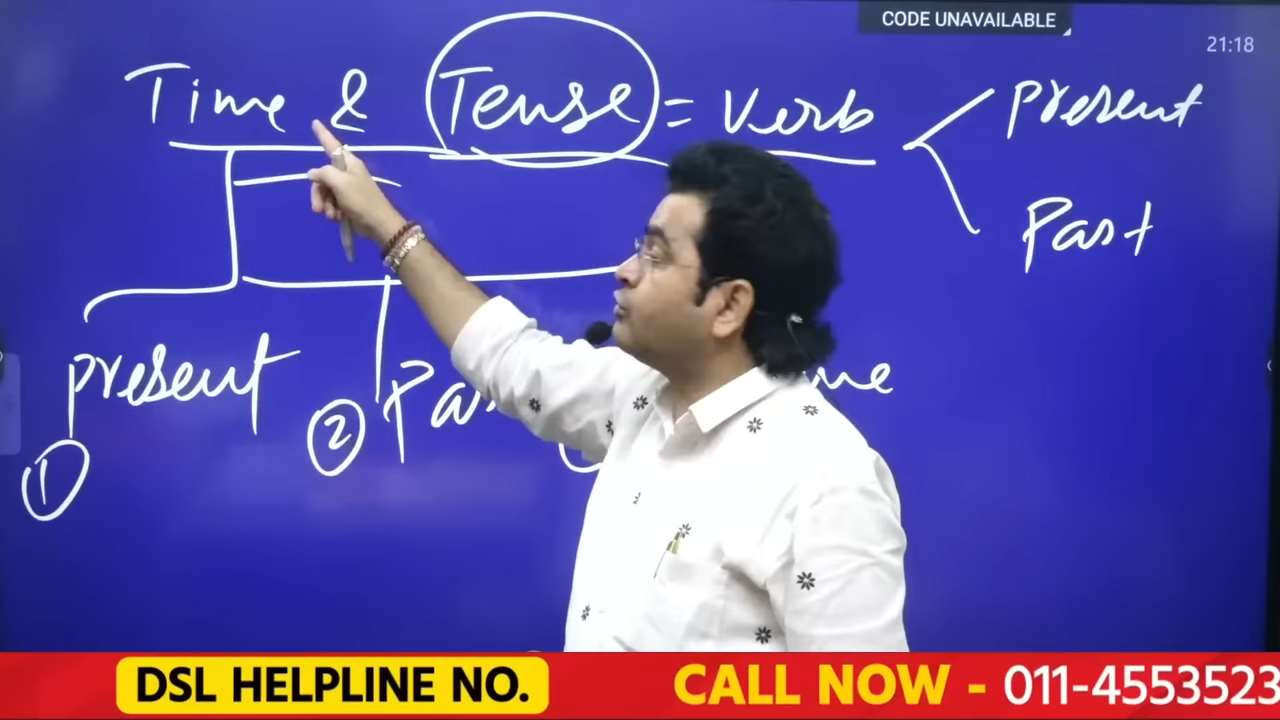 CODE UNAVAILABLE
21:18
Time & Tense = Verb
Present
Past
present
①
②
DSL HELPLINE NO. CALL NOW - 011-4553523